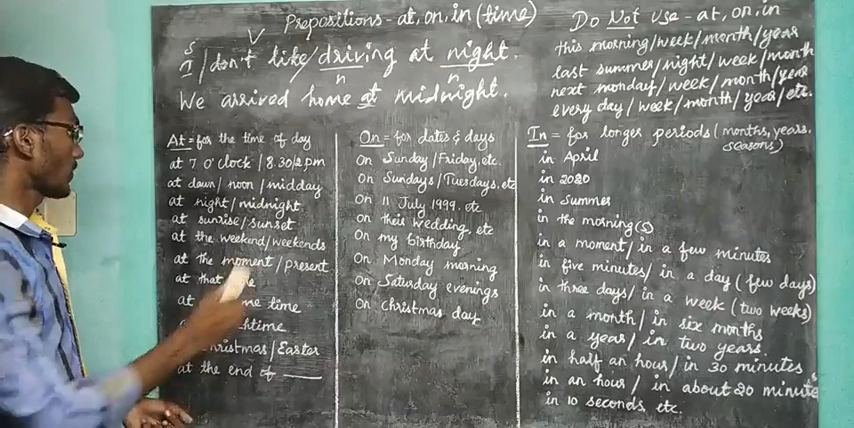 Prepositions - at, on, in (time)
S V
I / don't like / driving at night.
n n
We arrived home at midnight.
Do Not use - at, on, in
this morning/week/month/year
last summer/night/week/month
next monday/week/month/year
every day/week/month/year/etc.
At = for the time of day
at 7 O'clock / 8.30/2pm
at dawn / noon / midday
at night/midnight
at sunrise/sunset
at the weekend/weekends
at the moment/present
at that
at me time
htime
Christmas/Easter
at the end of ____
On = for dates & days
on Sunday/Friday, etc.
on Sundays/Tuesdays, etc
on 11 July 1999. etc
on their wedding, etc
on my birthday
on Monday morning
on Saturday evenings
on Christmas day
In = for longer periods (months, years.
seasons)
in April
in 2020
in Summer
in the morning(s)
in a moment/in a few minutes
in five minutes/in a day (few days)
in three days/in a week (two weeks)
in a month/in six months
in a year/in two years.
in half an hour/in 30 minutes
in an hour/in about 20 minutes
in 10 seconds, etc.